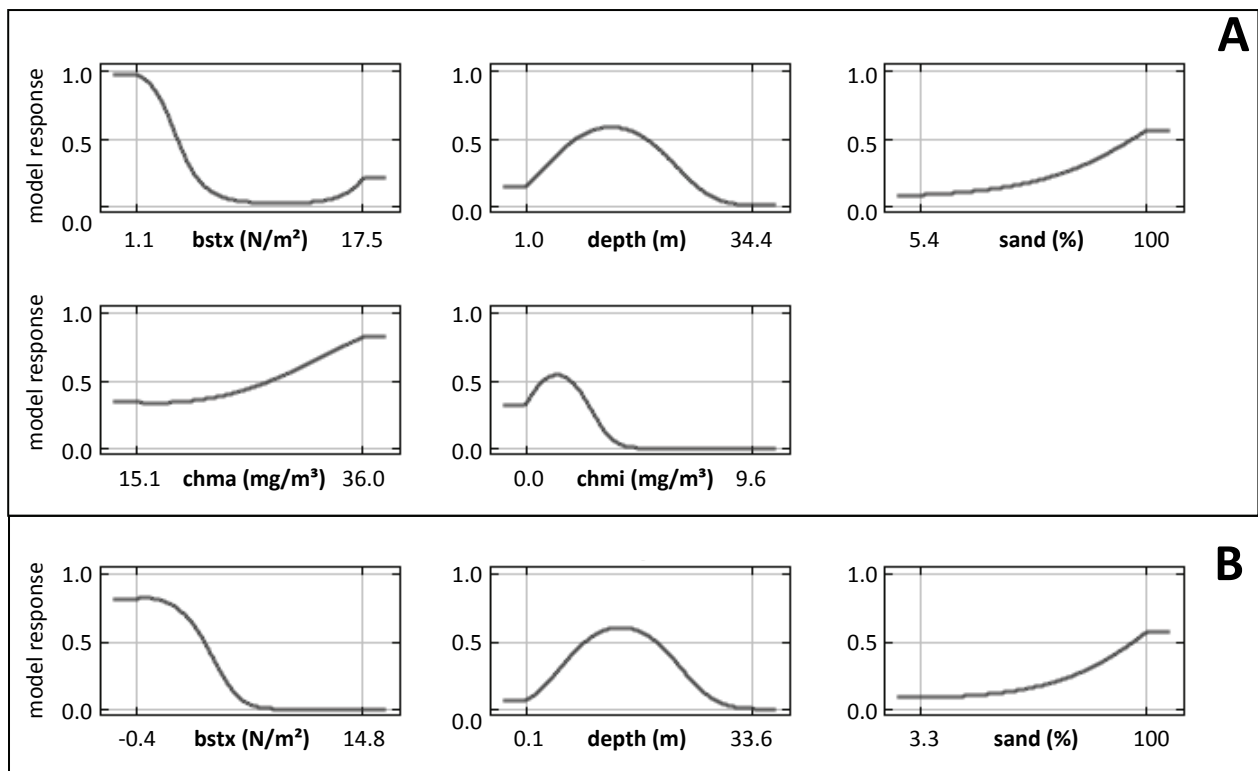 A
model response
1.0
0.5
0.0
1.1 bstx (N/m²) 17.5
1.0
0.5
0.0
1.0 depth (m) 34.4
1.0
0.5
0.0
5.4 sand (%) 100
model response
1.0
0.5
0.0
15.1 chma (mg/m³) 36.0
1.0
0.5
0.0
0.0 chmi (mg/m³) 9.6
B
model response
1.0
0.5
0.0
-0.4 bstx (N/m²) 14.8
1.0
0.5
0.0
0.1 depth (m) 33.6
1.0
0.5
0.0
3.3 sand (%) 100